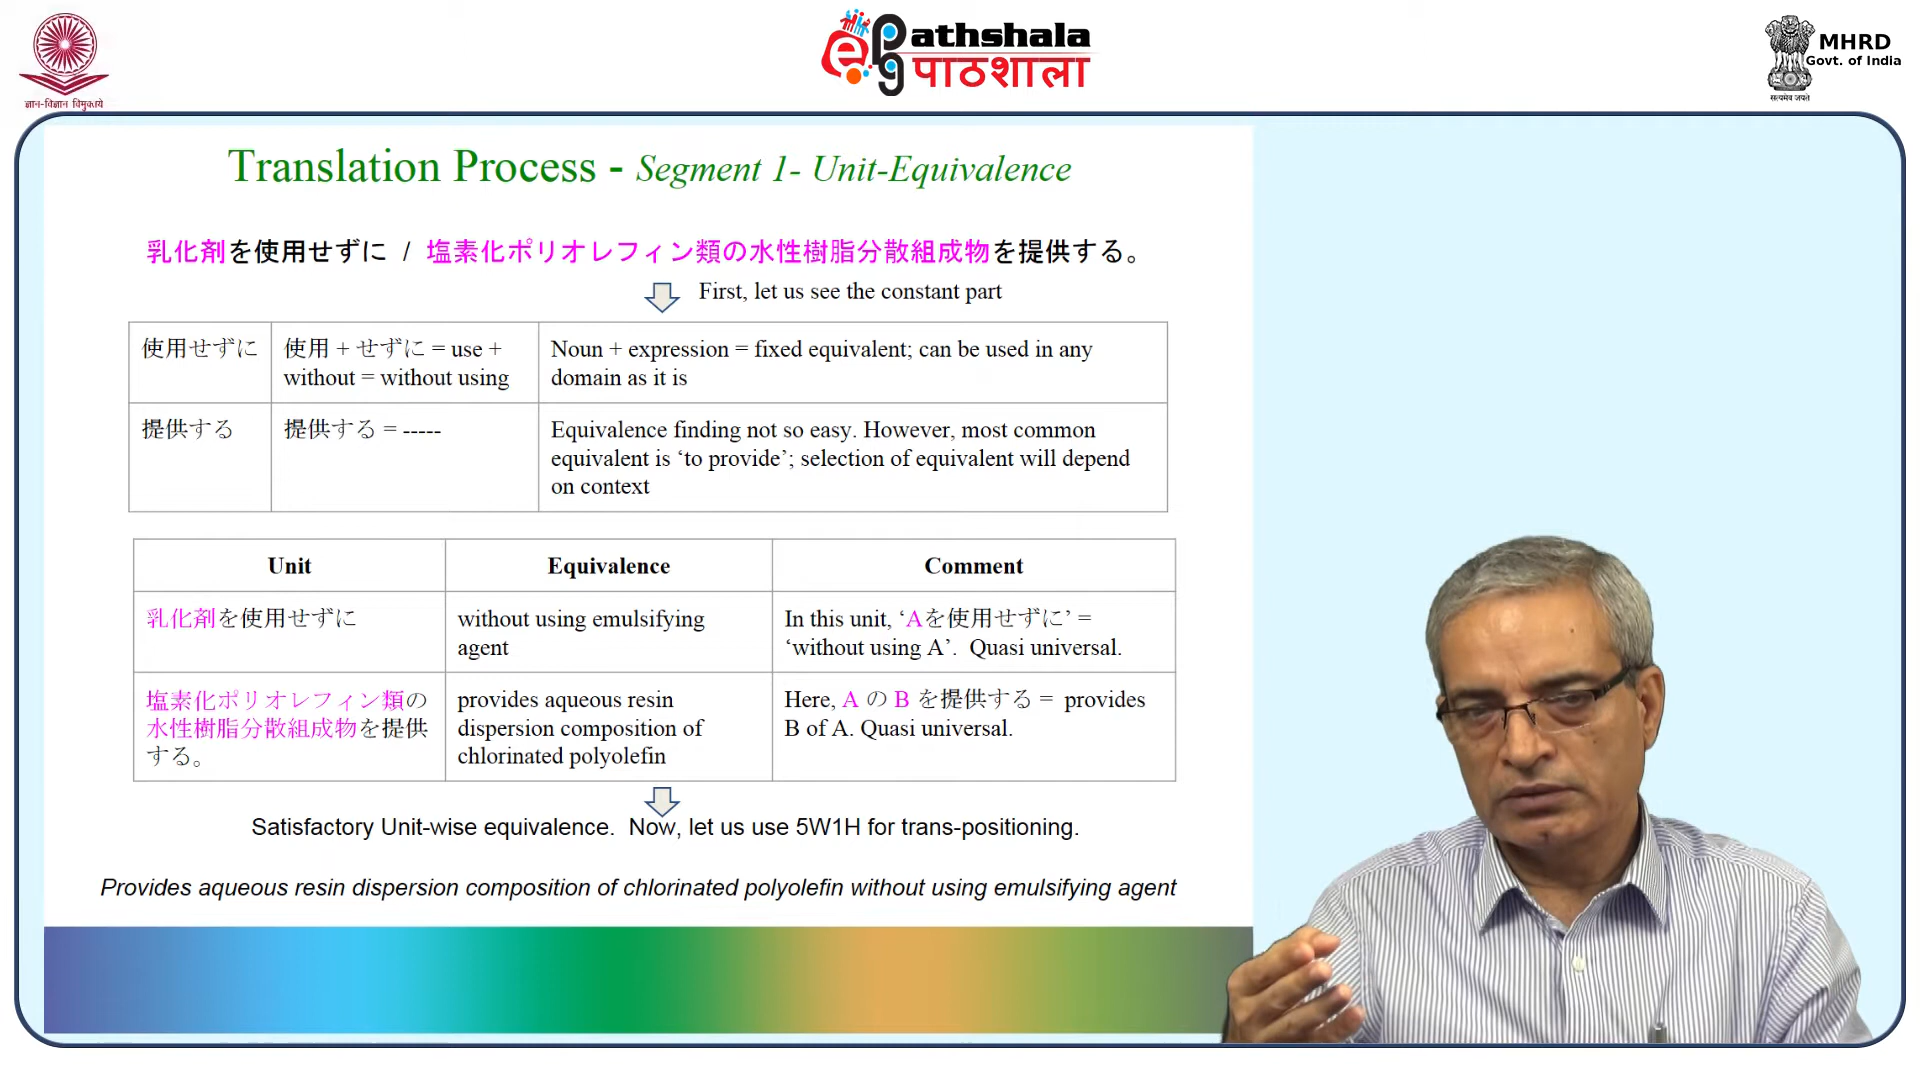 ज्ञान-विज्ञान विमुक्तये
e
Pathshala
पाठशाला
MHRD
Govt. of India
सत्यमेव जयते
Translation Process - Segment 1- Unit-Equivalence
乳化剤を使用せずに / 塩素化ポリオレフィン類の水性樹脂分散組成物を提供する。
First, let us see the constant part
使用せずに
使用 + せずに = use +
without = without using
Noun + expression = fixed equivalent; can be used in any
domain as it is
提供する
提供する = -----
Equivalence finding not so easy. However, most common
equivalent is ‘to provide’; selection of equivalent will depend
on context
Unit
Equivalence
Comment
乳化剤を使用せずに
without using emulsifying
agent
In this unit, ‘Aを使用せずに’ =
‘without using A’. Quasi universal.
塩素化ポリオレフィン類の
水性樹脂分散組成物を提供
する。
provides aqueous resin
dispersion composition of
chlorinated polyolefin
Here, A の B を提供する = provides
B of A. Quasi universal.
Satisfactory Unit-wise equivalence. Now, let us use 5W1H for trans-positioning.
Provides aqueous resin dispersion composition of chlorinated polyolefin without using emulsifying agent